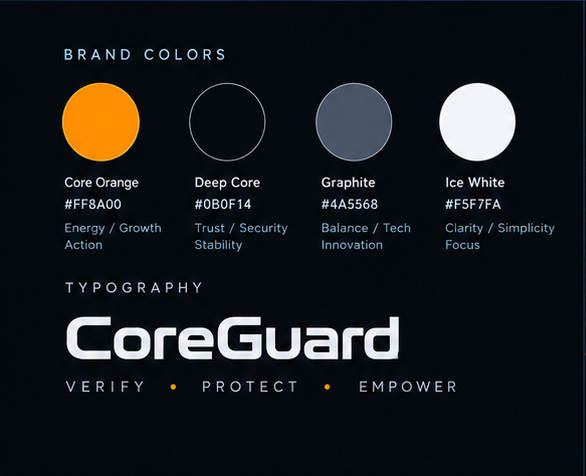 BRAND COLORS
Core Orange
#FF8A00
Energy / Growth
Action
Deep Core
#0B0F14
Trust / Security
Stability
Graphite
#4A5568
Balance / Tech
Innovation
Ice White
#F5F7FA
Clarity / Simplicity
Focus
TYPOGRAPHY
CoreGuard
VERIFY • PROTECT • EMPOWER